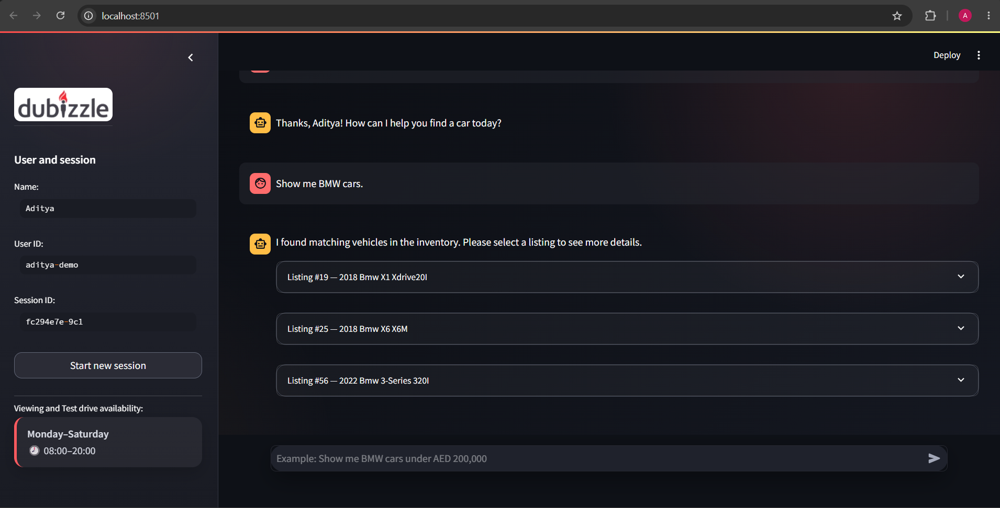 localhost:8501
A
Deploy
dubizzle
User and session
Name:
Aditya
User ID:
aditya-demo
Session ID:
fc294e7e-9c1
Start new session
Viewing and Test drive availability:
Monday–Saturday
08:00–20:00
Thanks, Aditya! How can I help you find a car today?
Show me BMW cars.
I found matching vehicles in the inventory. Please select a listing to see more details.
Listing #19 — 2018 Bmw X1 Xdrive20I
Listing #25 — 2018 Bmw X6 X6M
Listing #56 — 2022 Bmw 3-Series 320I
Example: Show me BMW cars under AED 200,000